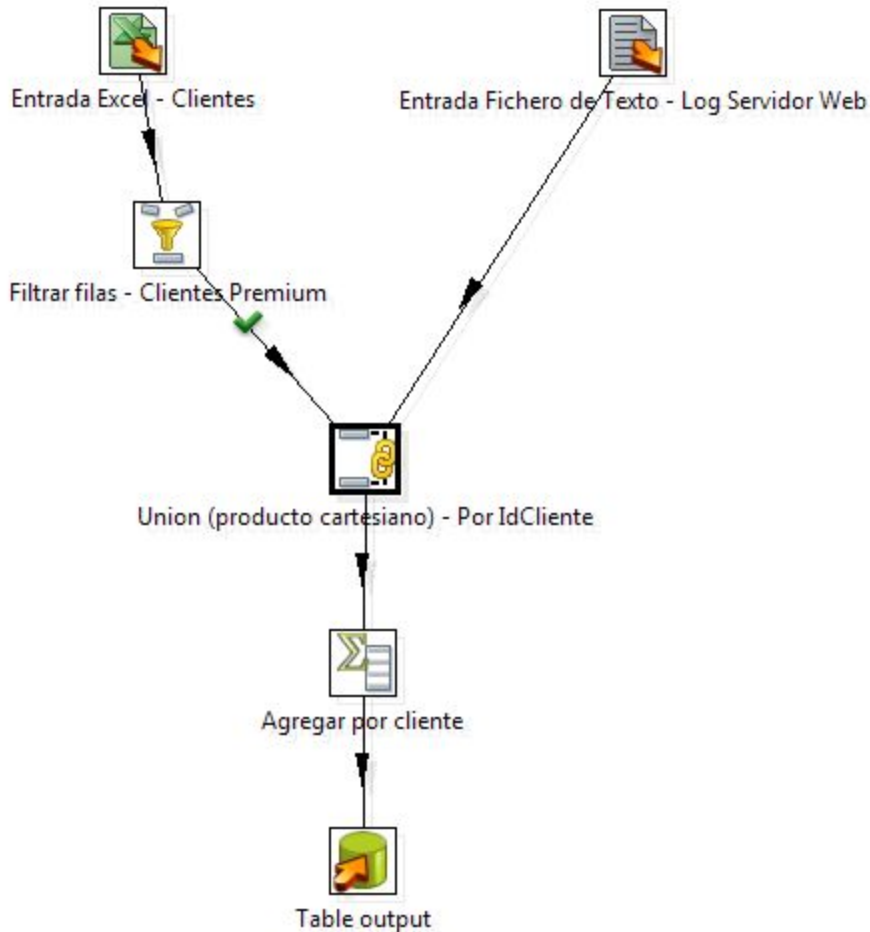 Entrada Excel - Clientes
Entrada Fichero de Texto - Log Servidor Web
Filtrar filas - Clientes Premium
Union (producto cartesiano) - Por IdCliente
Agregar por cliente
Table output